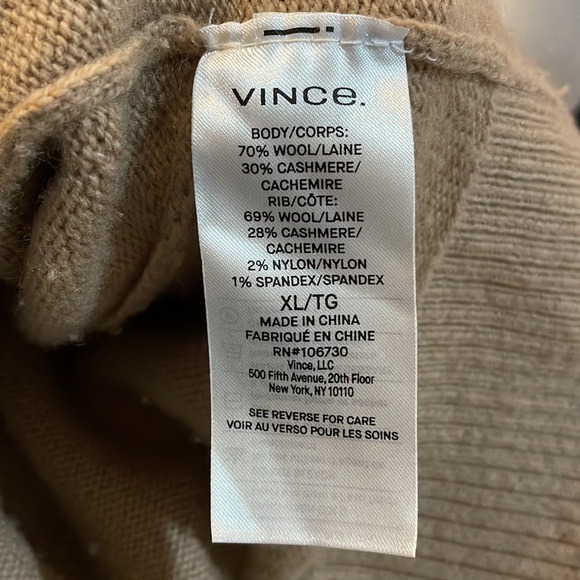 VINCe.
BODY/CORPS:
70% WOOL/LAINE
30% CASHMERE/
CACHEMIRE
RIB/CÔTE:
69% WOOL/LAINE
28% CASHMERE/
CACHEMIRE
2% NYLON/NYLON
1% SPANDEX/SPANDEX
XL/TG
MADE IN CHINA
FABRIQUÉ EN CHINE
RN#106730
Vince, LLC
500 Fifth Avenue, 20th Floor
New York, NY 10110
SEE REVERSE FOR CARE
VOIR AU VERSO POUR LES SOINS